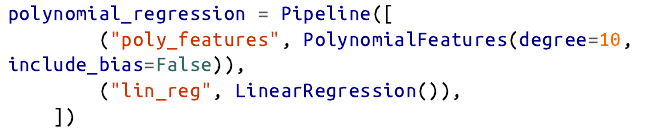 polynomial_regression = Pipeline([
        ("poly_features", PolynomialFeatures(degree=10,
include_bias=False)),
        ("lin_reg", LinearRegression()),
    ])